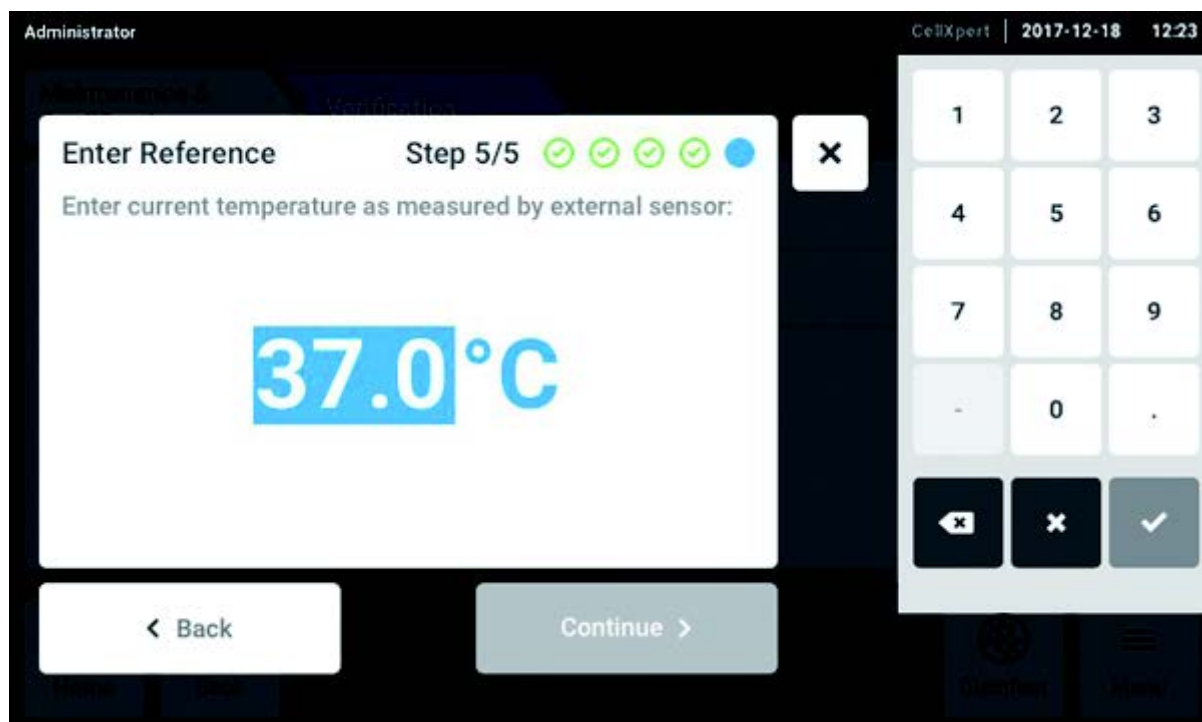 Administrator
CellXpert | 2017-12-18 12:23
Verification
Enter Reference Step 5/5
Enter current temperature as measured by external sensor:
37.0 °C
< Back
Continue >
1 2 3
4 5 6
7 8 9
- 0 .